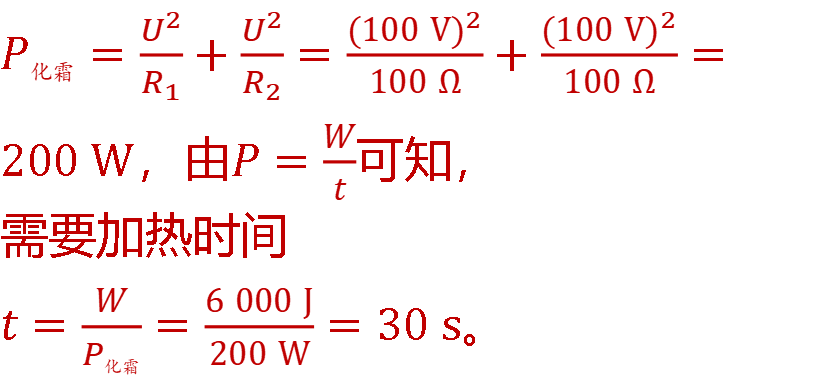 P化霜 = U²/R₁ + U²/R₂ = (100 V)²/100 Ω + (100 V)²/100 Ω =
200 W，由P = W/t可知，
需要加热时间
t = W/P化霜 = 6 000 J/200 W = 30 s。